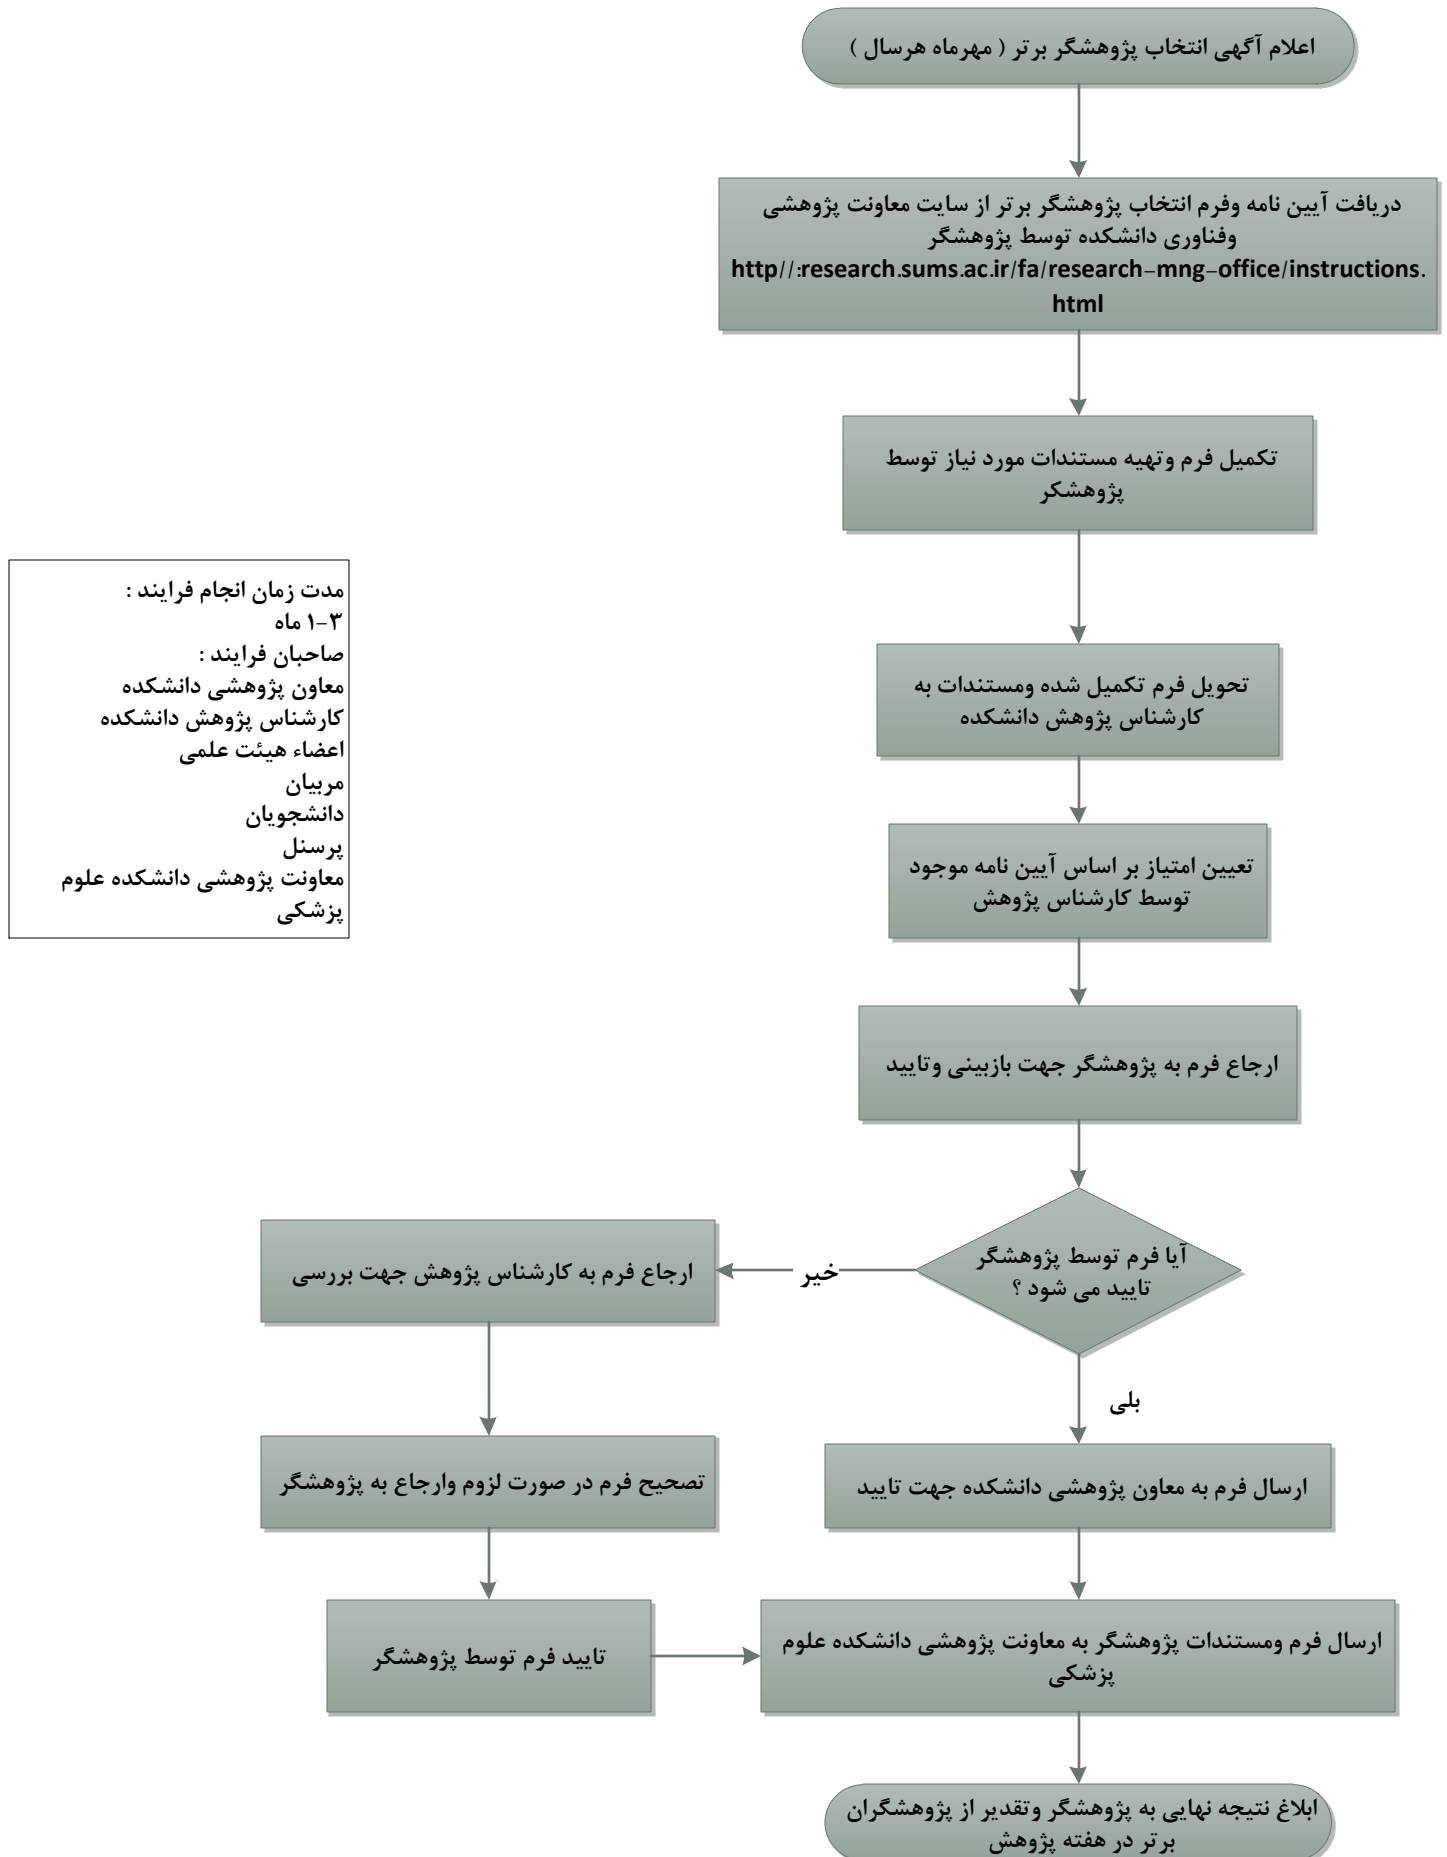 اعلام آگهی انتخاب پژوهشگر برتر ( مهرماه هرسال )
دریافت آیین نامه وفرم انتخاب پژوهشگر برتر از سایت معاونت پژوهشی
وفناوری دانشکده توسط پژوهشگر
http//:research.sums.ac.ir/fa/research-mng-office/instructions.
html
تکمیل فرم وتهیه مستندات مورد نیاز توسط
پژوهشکر
تحویل فرم تکمیل شده ومستندات به
کارشناس پژوهش دانشکده
تعیین امتیاز بر اساس آیین نامه موجود
توسط کارشناس پژوهش
ارجاع فرم به پژوهشگر جهت بازبینی وتایید
آیا فرم توسط پژوهشگر
تایید می شود ؟
خیر
ارجاع فرم به کارشناس پژوهش جهت بررسی
تصحیح فرم در صورت لزوم وارجاع به پژوهشگر
تایید فرم توسط پژوهشگر
بلی
ارسال فرم به معاون پژوهشی دانشکده جهت تایید
ارسال فرم ومستندات پژوهشگر به معاونت پژوهشی دانشکده علوم
پزشکی
ابلاغ نتیجه نهایی به پژوهشگر وتقدیر از پژوهشگران
برتر در هفته پژوهش
مدت زمان انجام فرایند :
۱-۳ ماه
صاحبان فرایند :
معاون پژوهشی دانشکده
کارشناس پژوهش دانشکده
اعضاء هیئت علمی
مربیان
دانشجویان
پرسنل
معاونت پژوهشی دانشکده علوم
پزشکی